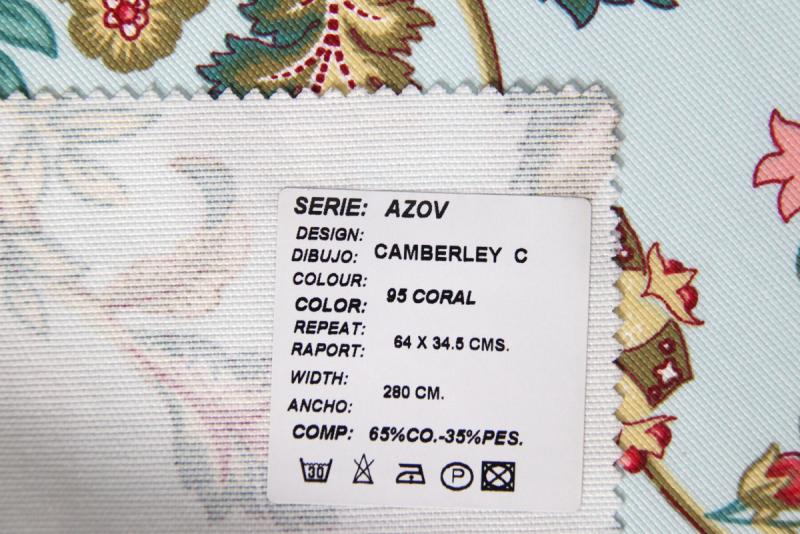 SERIE: AZOV
DESIGN:
DIBUJO: CAMBERLEY C
COLOUR:
COLOR: 95 CORAL
REPEAT:
RAPORT: 64 X 34.5 CMS.
WIDTH:
280 CM.
ANCHO:
COMP: 65%CO.-35%PES.
30 P